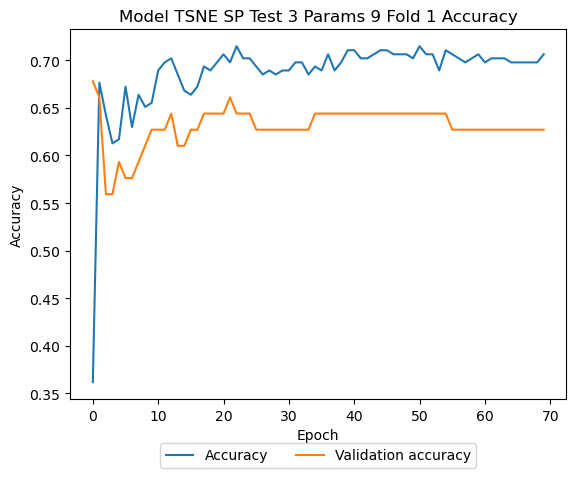 Model TSNE SP Test 3 Params 9 Fold 1 Accuracy
0.70
0.65
0.60
0.55
0.50
0.45
0.40
0.35
Accuracy
0 10 20 30 40 50 60 70
Epoch
Accuracy Validation accuracy